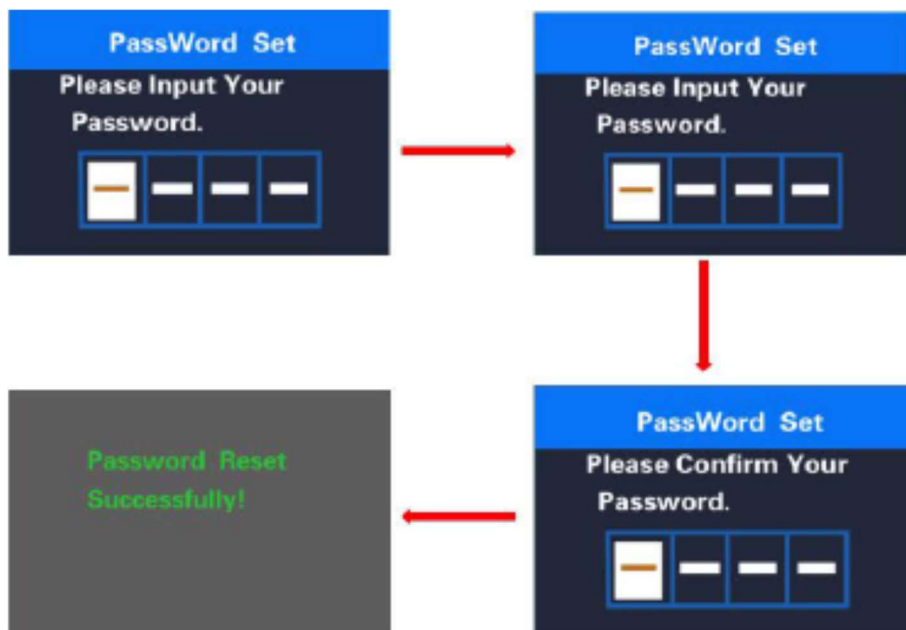 PassWord Set
Please Input Your
Password.
PassWord Set
Please Input Your
Password.
PassWord Set
Please Confirm Your
Password.
Password Reset
Successfully!